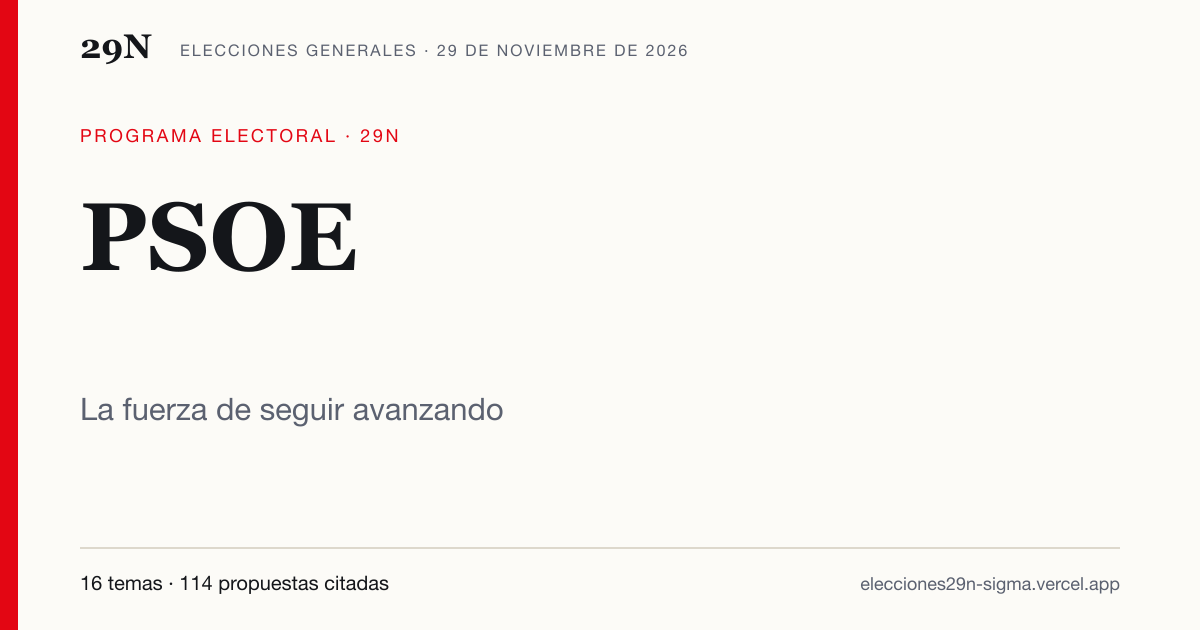 29N ELECCIONES GENERALES · 29 DE NOVIEMBRE DE 2026
PROGRAMA ELECTORAL · 29N
PSOE
La fuerza de seguir avanzando
16 temas · 114 propuestas citadas elecciones29n-sigma.vercel.app